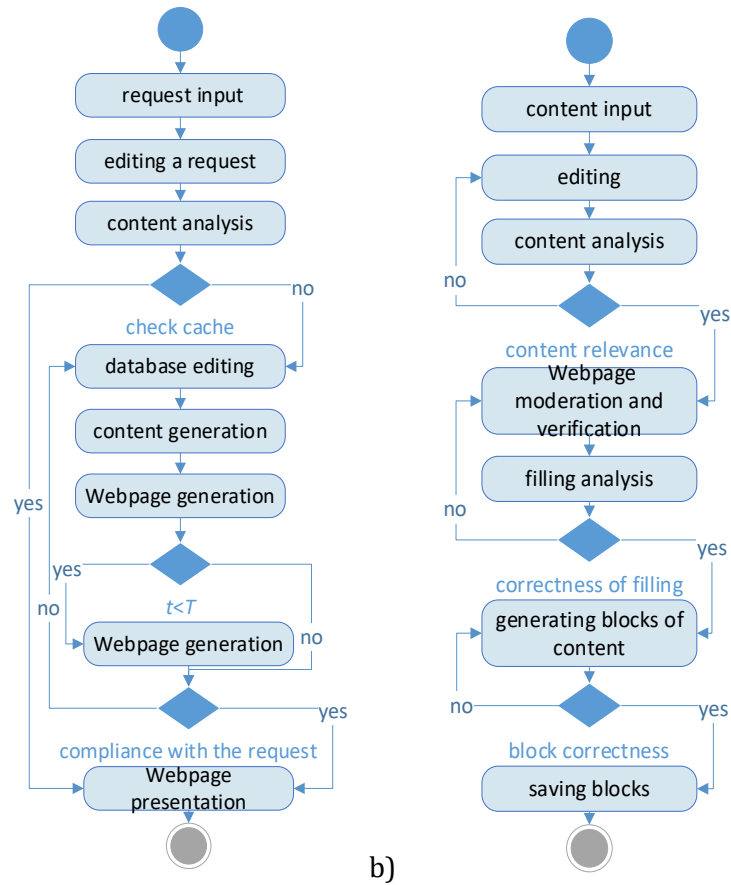 request input
editing a request
content analysis
no
check cache
database editing
content generation
Webpage generation
yes
yes
t<T
no
Webpage generation
no
yes
compliance with the request
Webpage
presentation
content input
editing
content analysis
no
yes
content relevance
Webpage
moderation and
verification
filling analysis
no
yes
correctness of filling
generating blocks of
content
no
yes
block correctness
saving blocks
b)